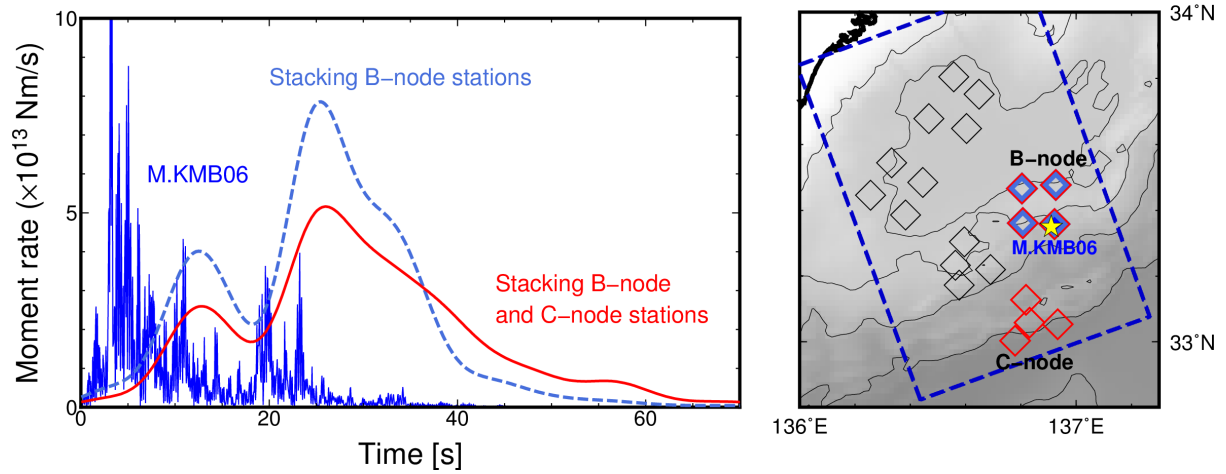 10
5
0
0
20
40
60
Moment rate (×10¹³ Nm/s)
Time [s]
Stacking B−node stations
M.KMB06
Stacking B−node
and C−node stations
34˚N
33˚N
136˚E
137˚E
B−node
M.KMB06
C−node